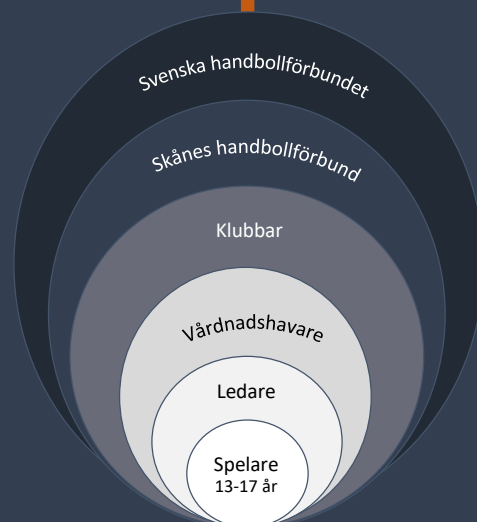 Svenska handbollförbundet
Skånes handbollförbund
Klubbar
Vårdnadshavare
Ledare
Spelare
13-17 år